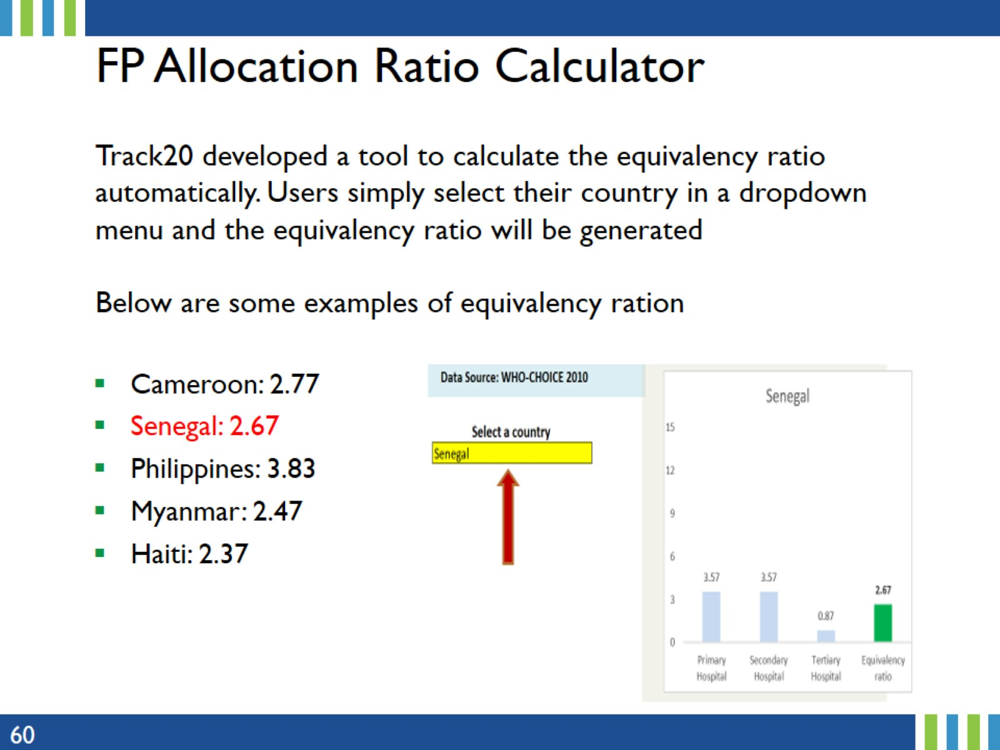 FP Allocation Ratio Calculator
Track20 developed a tool to calculate the equivalency ratio
automatically. Users simply select their country in a dropdown
menu and the equivalency ratio will be generated
Below are some examples of equivalency ration
Cameroon: 2.77
Senegal: 2.67
Philippines: 3.83
Myanmar: 2.47
Haiti: 2.37
Data Source: WHO-CHOICE 2010
Select a country
Senegal
Senegal
15
12
9
6
3
0
3.57
3.57
0.87
2.67
Primary Hospital
Secondary Hospital
Tertiary Hospital
Equivalency ratio
60